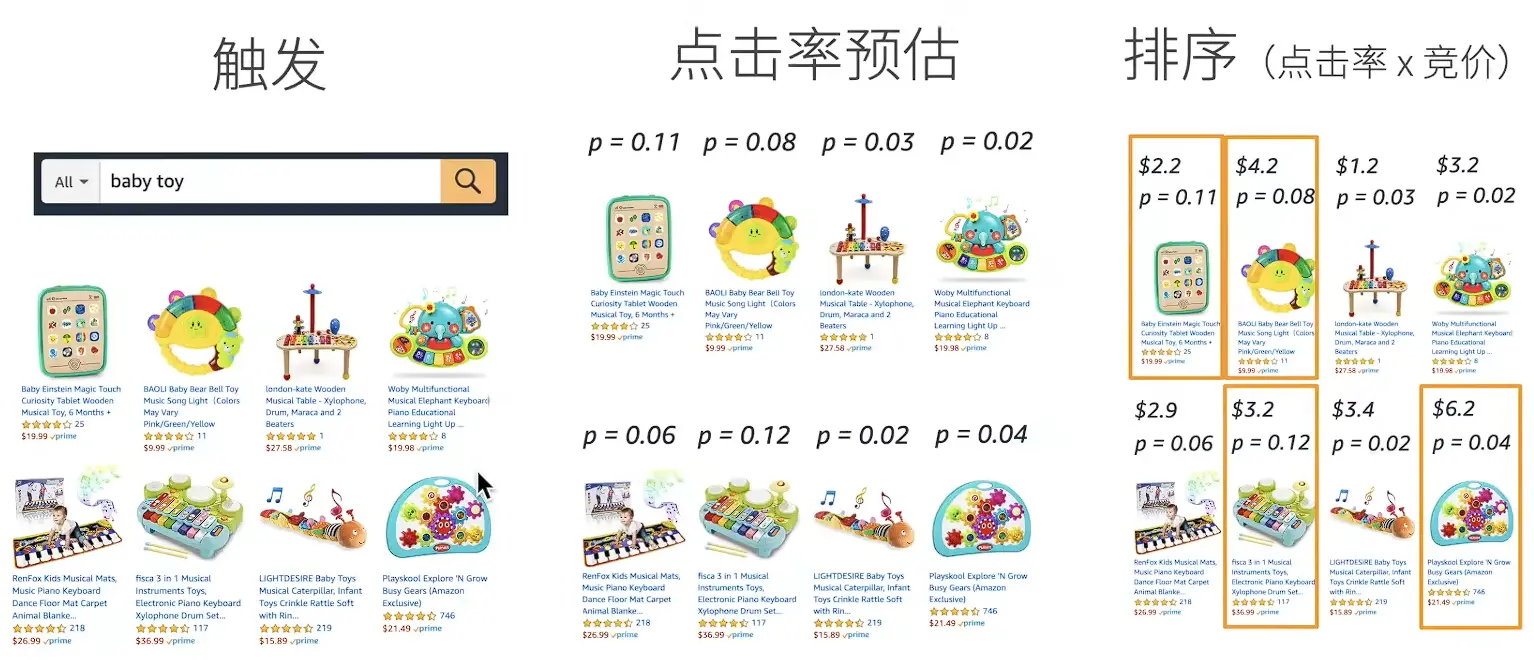 触发
All
baby toy
Baby Einstein Magic Touch
Curiosity Tablet Wooden
Musical Toy, 6 Months +
25
$19.99 prime
BAOLI Baby Bear Bell Toy
Music Song Light（Colors
May Vary
Pink/Green/Yellow
11
$9.99 prime
london-kate Wooden
Musical Table - Xylophone,
Drum, Maraca and 2
Beaters
1
$27.58 prime
Woby Multifunctional
Musical Elephant Keyboard
Piano Educational
Learning Light Up ...
8
$19.98 prime
RenFox Kids Musical Mats,
Music Piano Keyboard
Dance Floor Mat Carpet
Animal Blanke...
218
$26.99 prime
fisca 3 in 1 Musical
Instruments Toys,
Electronic Piano Keyboard
Xylophone Drum Set...
117
$36.99 prime
LIGHTDESIRE Baby Toys
Musical Caterpillar, Infant
Toys Crinkle Rattle Soft
with Rin...
219
$15.89 prime
Playskool Explore 'N Grow
Busy Gears (Amazon
Exclusive)
746
$21.49 prime
点击率预估
p = 0.11
p = 0.08
p = 0.03
p = 0.02
Baby Einstein Magic Touch
Curiosity Tablet Wooden
Musical Toy, 6 Months +
25
$19.99 prime
BAOLI Baby Bear Bell Toy
Music Song Light（Colors
May Vary
Pink/Green/Yellow
11
$9.99 prime
london-kate Wooden
Musical Table - Xylophone,
Drum, Maraca and 2
Beaters
1
$27.58 prime
Woby Multifunctional
Musical Elephant Keyboard
Piano Educational
Learning Light Up ...
8
$19.98 prime
p = 0.06
p = 0.12
p = 0.02
p = 0.04
RenFox Kids Musical Mats,
Music Piano Keyboard
Dance Floor Mat Carpet
Animal Blanke...
218
$26.99 prime
fisca 3 in 1 Musical
Instruments Toys,
Electronic Piano Keyboard
Xylophone Drum Set...
117
$36.99 prime
LIGHTDESIRE Baby Toys
Musical Caterpillar, Infant
Toys Crinkle Rattle Soft
with Rin...
219
$15.89 prime
Playskool Explore 'N Grow
Busy Gears (Amazon
Exclusive)
746
$21.49 prime
排序（点击率 x 竞价）
$2.2
p = 0.11
$4.2
p = 0.08
$1.2
p = 0.03
$3.2
p = 0.02
Baby Einstein Magic Touch
Curiosity Tablet Wooden
Musical Toy, 6 Months +
25
$19.99 prime
BAOLI Baby Bear Bell Toy
Music Song Light（Colors
May Vary
Pink/Green/Yellow
11
$9.99 prime
london-kate Wooden
Musical Table - Xylophone,
Drum, Maraca and 2
Beaters
1
$27.58 prime
Woby Multifunctional
Musical Elephant Keyboard
Piano Educational
Learning Light Up ...
8
$19.98 prime
$2.9
p = 0.06
$3.2
p = 0.12
$3.4
p = 0.02
$6.2
p = 0.04
RenFox Kids Musical Mats,
Music Piano Keyboard
Dance Floor Mat Carpet
Animal Blanke...
218
$26.99 prime
fisca 3 in 1 Musical
Instruments Toys,
Electronic Piano Keyboard
Xylophone Drum Set...
117
$36.99 prime
LIGHTDESIRE Baby Toys
Musical Caterpillar, Infant
Toys Crinkle Rattle Soft
with Rin...
219
$15.89 prime
Playskool Explore 'N Grow
Busy Gears (Amazon
Exclusive)
746
$21.49 prime